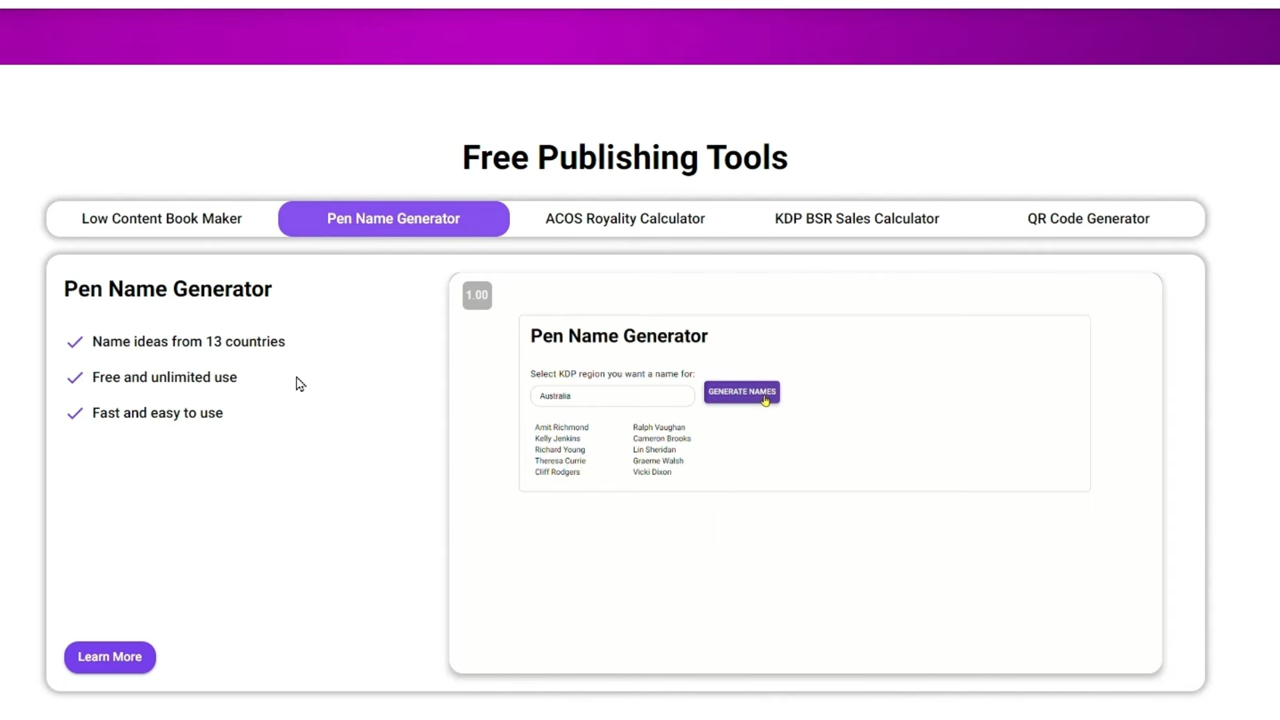 Free Publishing Tools
Low Content Book Maker
Pen Name Generator
ACOS Royality Calculator
KDP BSR Sales Calculator
QR Code Generator
Pen Name Generator
Name ideas from 13 countries
Free and unlimited use
Fast and easy to use
Learn More
1.00
Pen Name Generator
Select KDP region you want a name for:
Australia
GENERATE NAMES
Amit Richmond
Kelly Jenkins
Richard Young
Theresa Currie
Cliff Rodgers
Ralph Vaughan
Cameron Brooks
Lin Sheridan
Graeme Walsh
Vicki Dixon